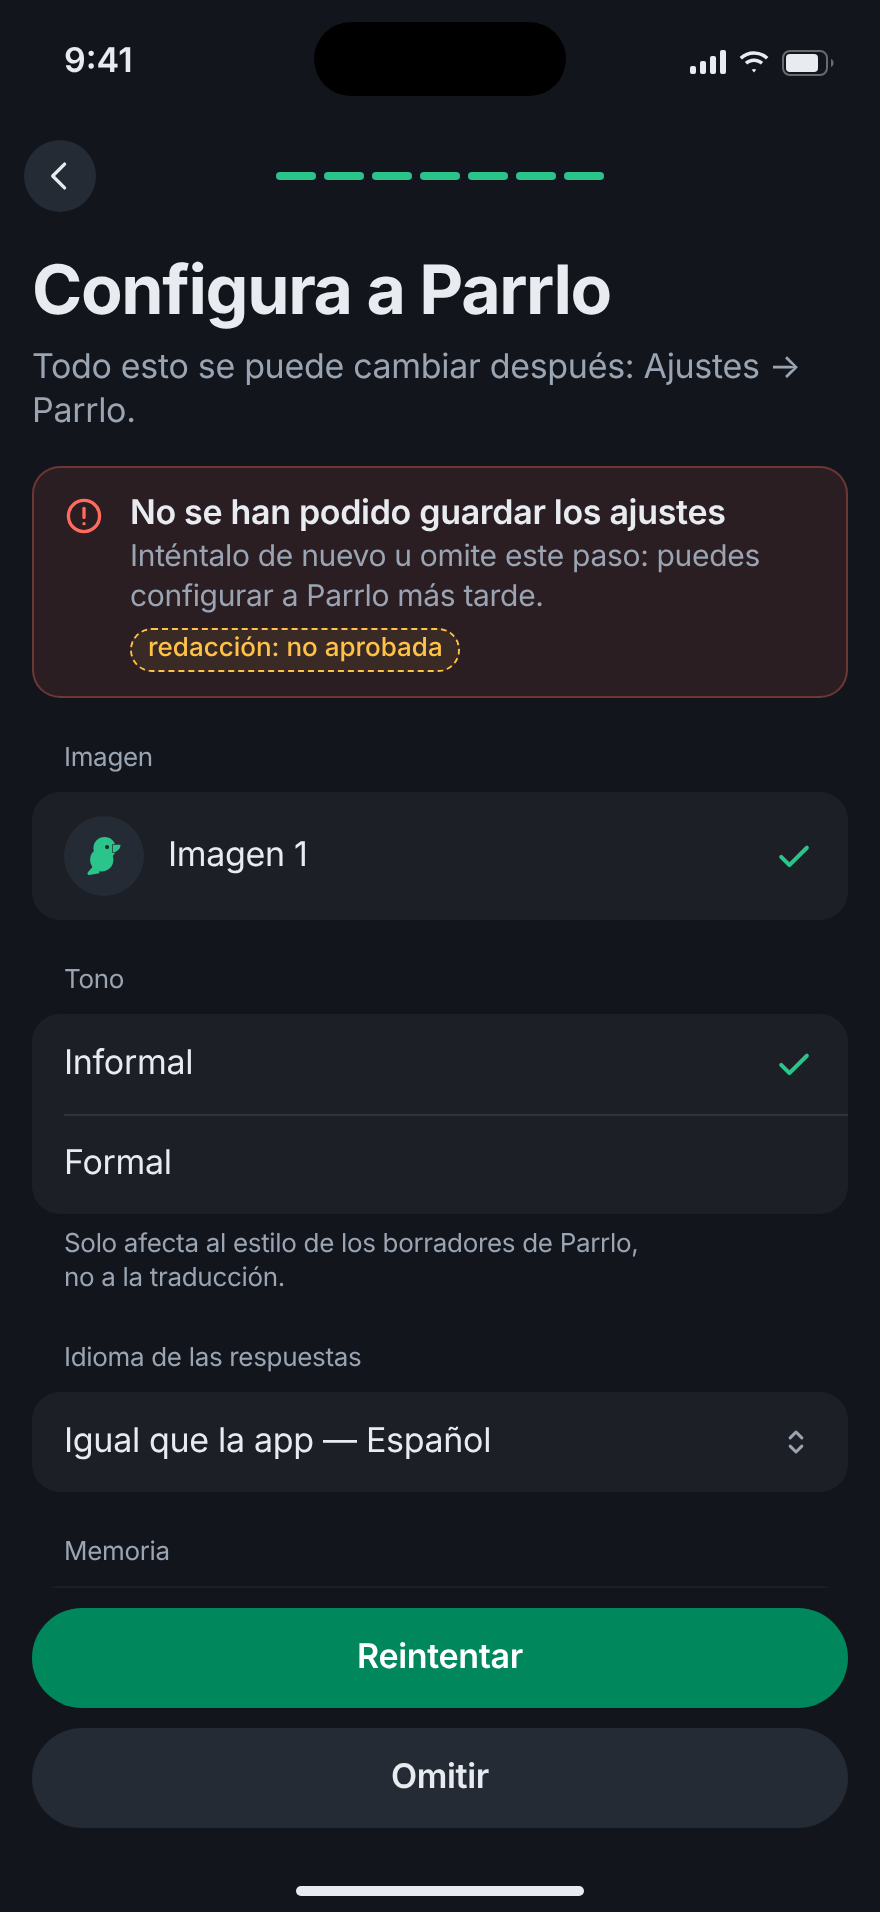 9:41
Configura a Parrlo
Todo esto se puede cambiar después: Ajustes →
Parrlo.
No se han podido guardar los ajustes
Inténtalo de nuevo u omite este paso: puedes
configurar a Parrlo más tarde.
redacción: no aprobada
Imagen
Imagen 1
Tono
Informal
Formal
Solo afecta al estilo de los borradores de Parrlo,
no a la traducción.
Idioma de las respuestas
Igual que la app — Español
Memoria
Reintentar
Omitir